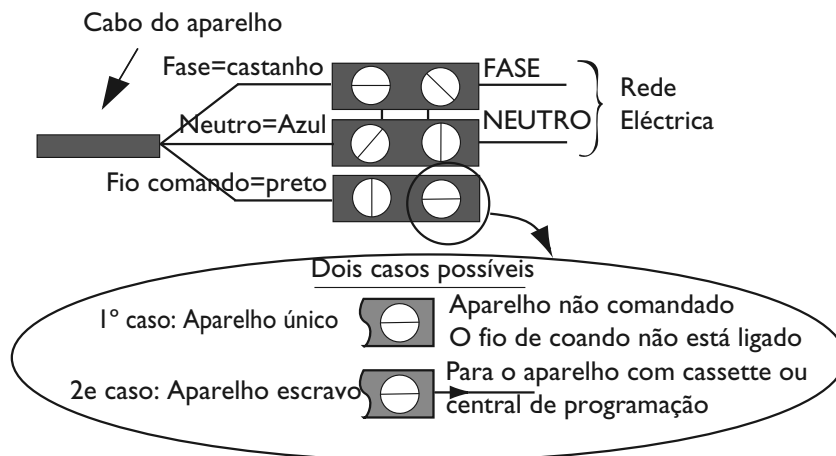 Cabo do aparelho
Fase=castanho
FASE
Neutro=Azul
NEUTRO
Rede
Eléctrica
Fio comando=preto
Dois casos possíveis
1º caso: Aparelho único
Aparelho não comandado
O fio de coando não está ligado
2e caso: Aparelho escravo
Para o aparelho com cassette ou
central de programação